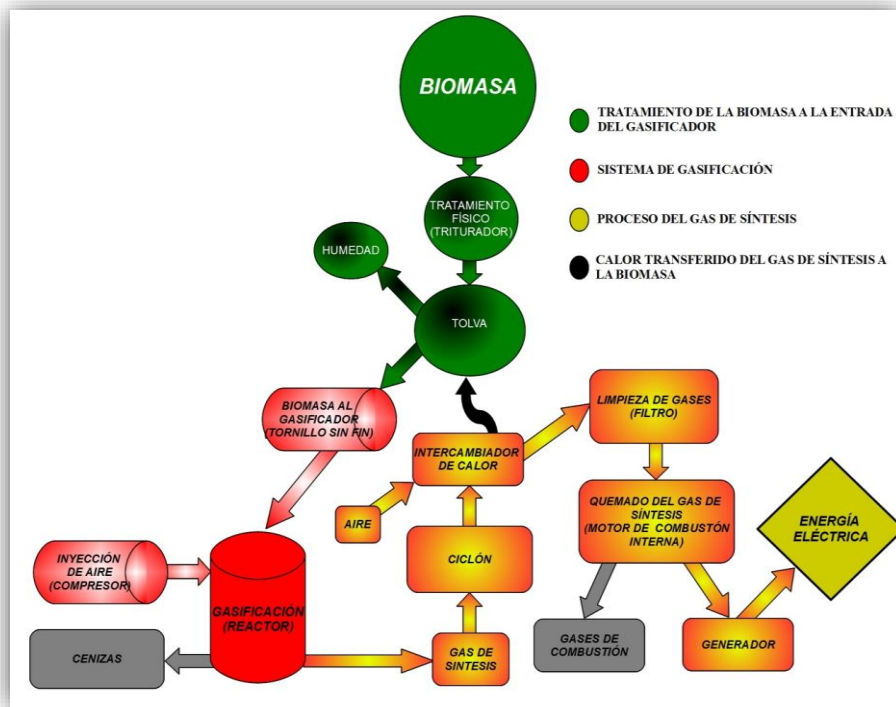 BIOMASA
TRATAMIENTO DE LA BIOMASA A LA ENTRADA
DEL GASIFICADOR
SISTEMA DE GASIFICACIÓN
PROCESO DEL GAS DE SÍNTESIS
CALOR TRANSFERIDO DEL GAS DE SÍNTESIS A
LA BIOMASA
TRATAMIENTO
FÍSICO
(TRITURADOR)
HUMEDAD
TOLVA
BIOMASA AL
GASIFICADOR
(TORNILLO SIN FIN)
LIMPIEZA DE GASES
(FILTRO)
INTERCAMBIADOR
DE CALOR
AIRE
QUEMADO DEL GAS DE
SÍNTESIS
(MOTOR DE COMBUSTÓN
INTERNA)
ENERGÍA
ELÉCTRICA
CICLÓN
INYECCIÓN
DE AIRE
(COMPRESOR)
GASIFICACIÓN
(REACTOR)
CENIZAS
GAS DE
SINTESIS
GASES DE
COMBUSTIÓN
GENERADOR